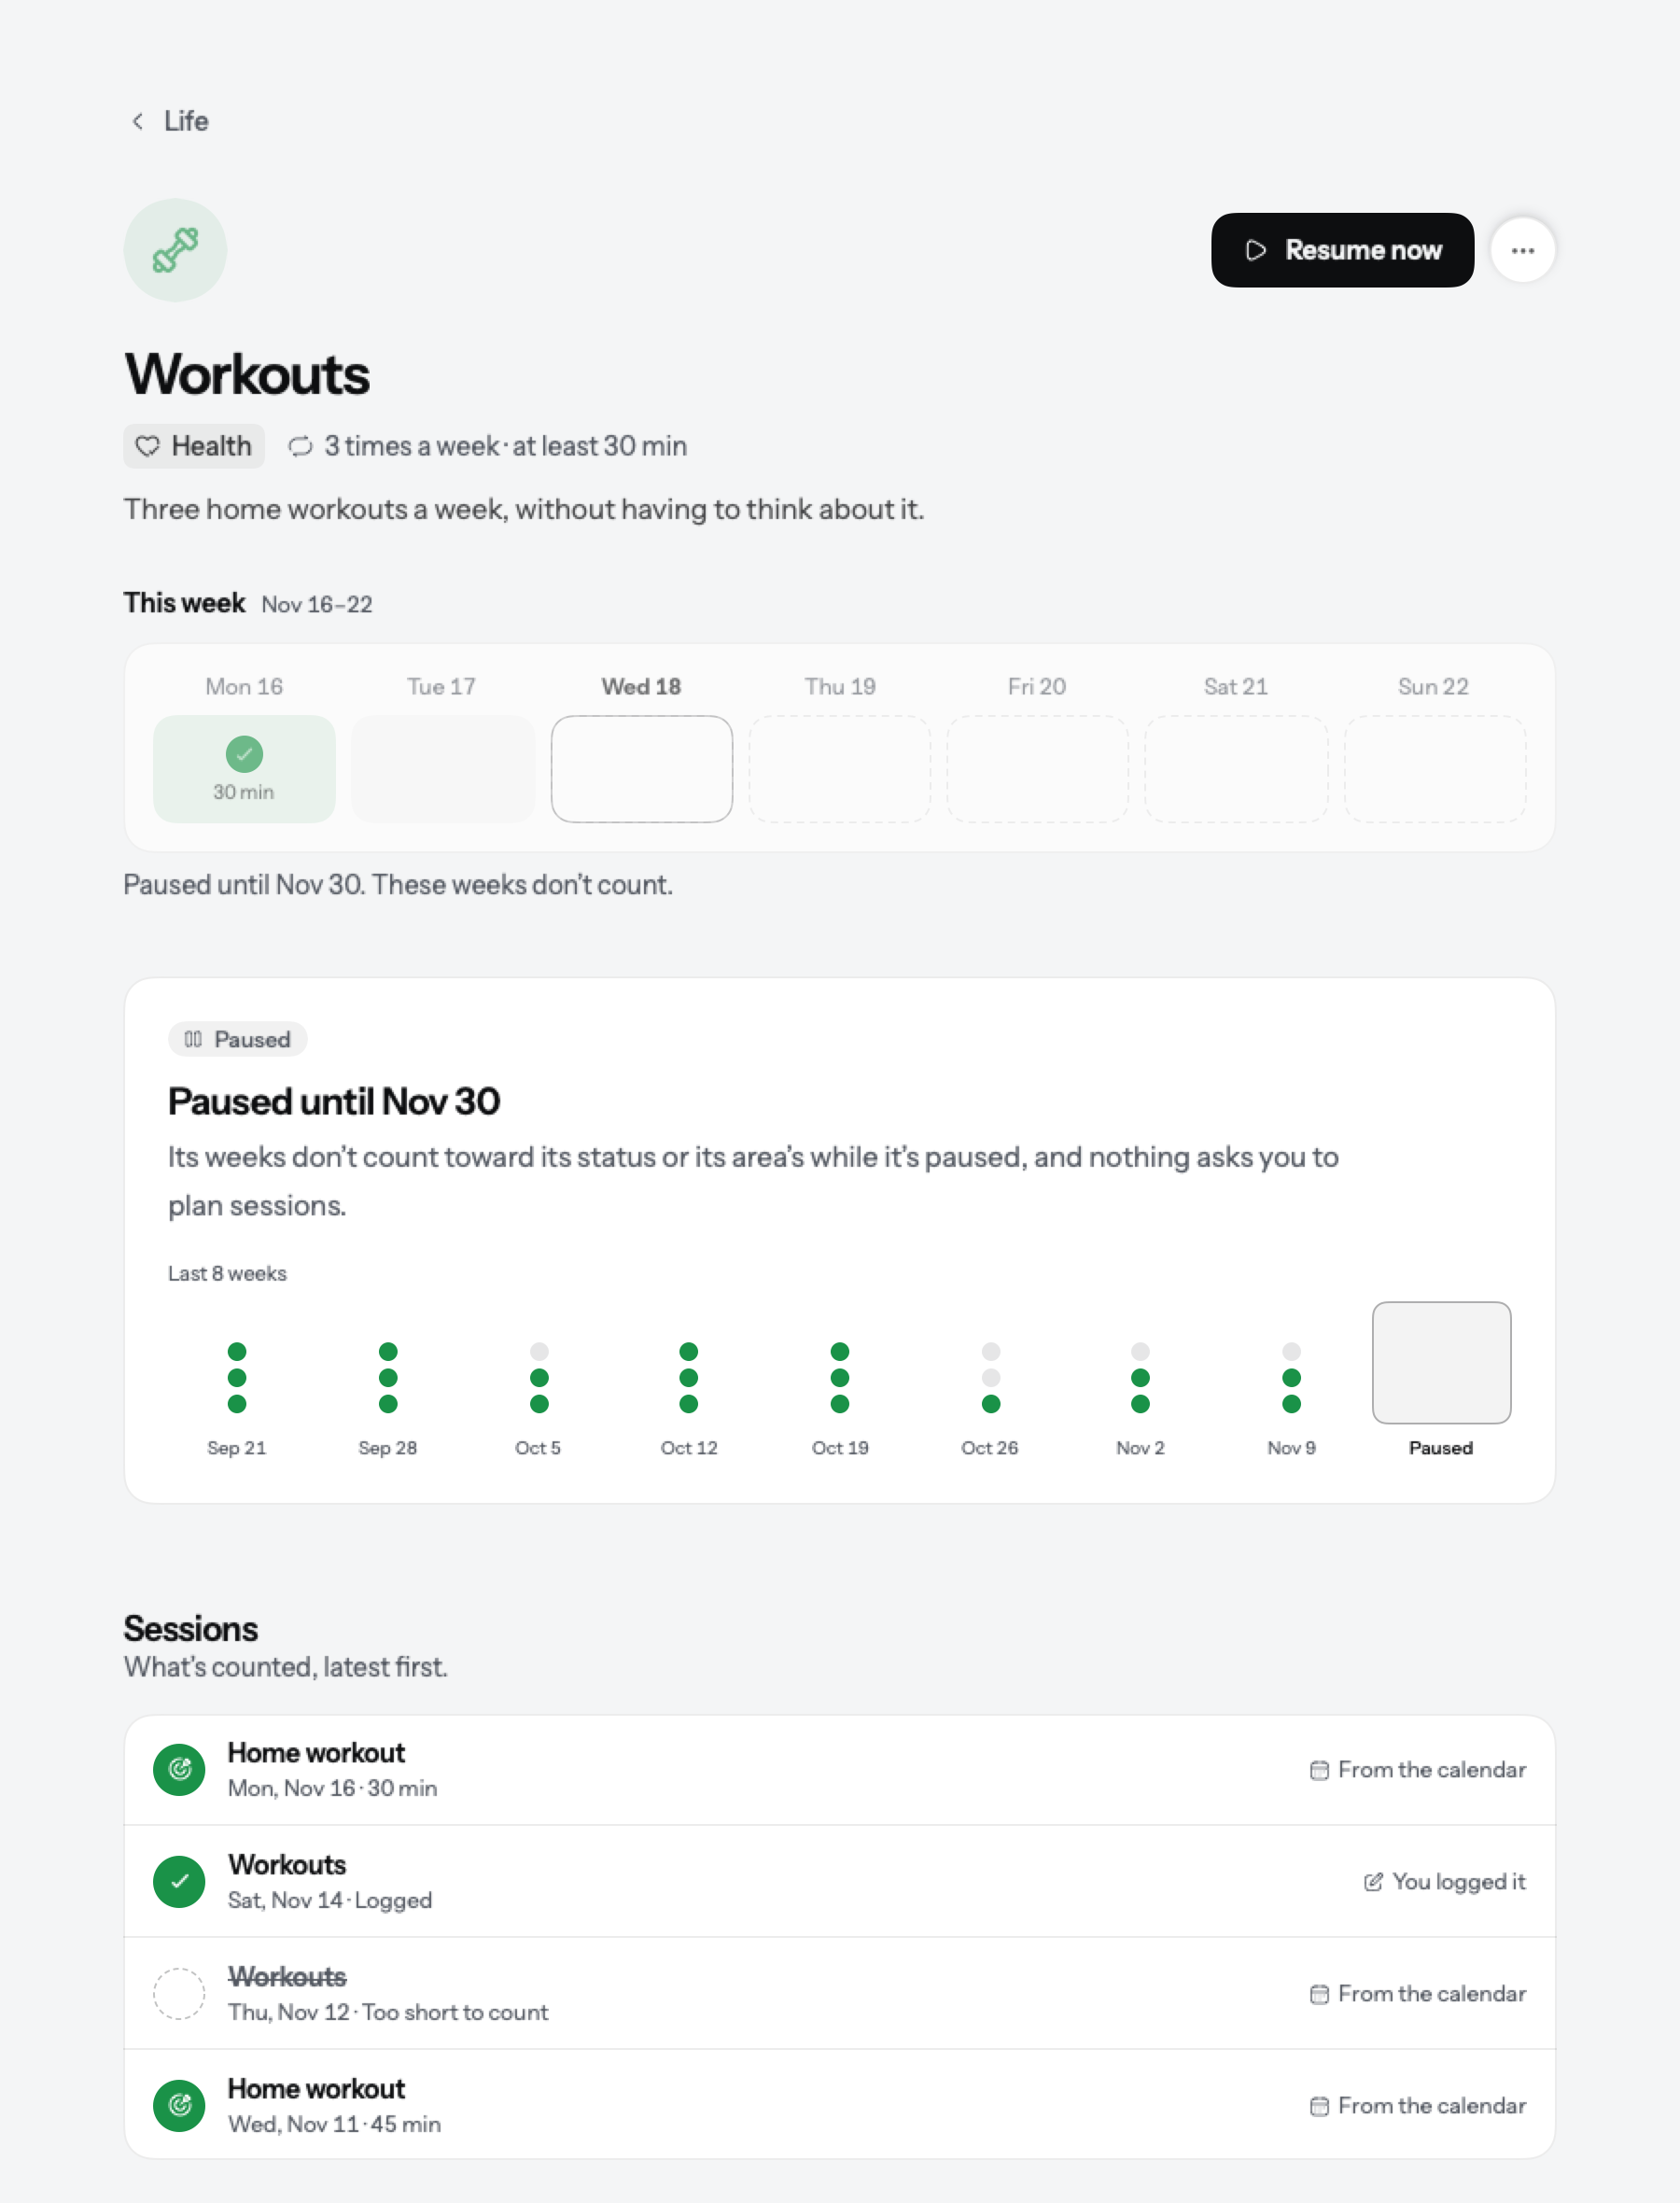 Life
Resume now
Workouts
Health 3 times a week · at least 30 min
Three home workouts a week, without having to think about it.
This week Nov 16–22
Mon 16 Tue 17 Wed 18 Thu 19 Fri 20 Sat 21 Sun 22
30 min
Paused until Nov 30. These weeks don’t count.
Paused
Paused until Nov 30
Its weeks don’t count toward its status or its area’s while it’s paused, and nothing asks you to
plan sessions.
Last 8 weeks
Sep 21 Sep 28 Oct 5 Oct 12 Oct 19 Oct 26 Nov 2 Nov 9 Paused
Sessions
What’s counted, latest first.
Home workout
Mon, Nov 16 · 30 min
From the calendar
Workouts
Sat, Nov 14 · Logged
You logged it
Workouts
Thu, Nov 12 · Too short to count
From the calendar
Home workout
Wed, Nov 11 · 45 min
From the calendar